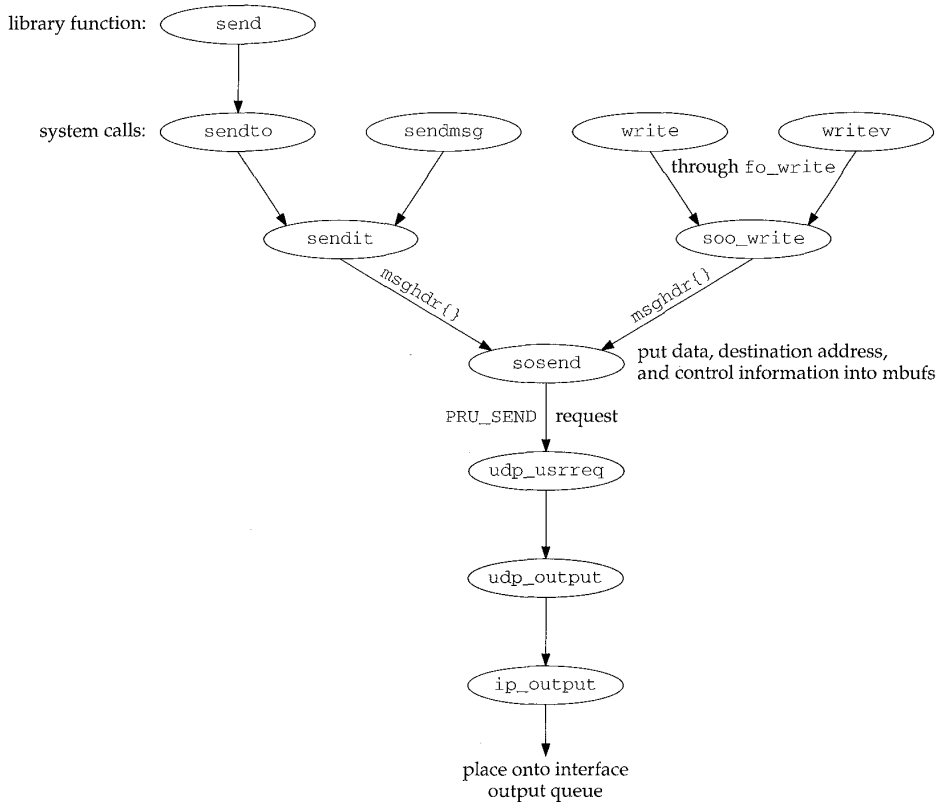 library function: send
system calls: sendto sendmsg write writev
through fo_write
sendit soo_write
msghdr{} msghdr{}
sosend put data, destination address,
and control information into mbufs
PRU_SEND request
udp_usrreq
udp_output
ip_output
place onto interface
output queue